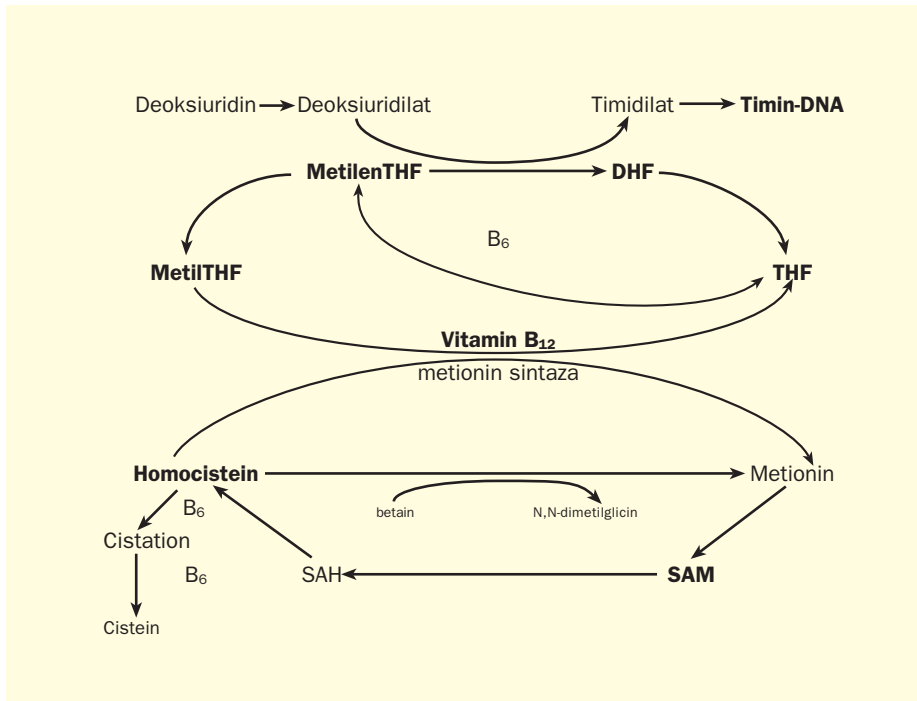 Deoksiuridin Deoksiuridilat Timidilat Timin-DNA
MetilenTHF DHF
B₆
MetilTHF THF
Vitamin B₁₂
metionin sintaza
Homocistein Metionin
B₆ betain N,N-dimetilglicin
Cistation
B₆ SAH SAM
Cistein